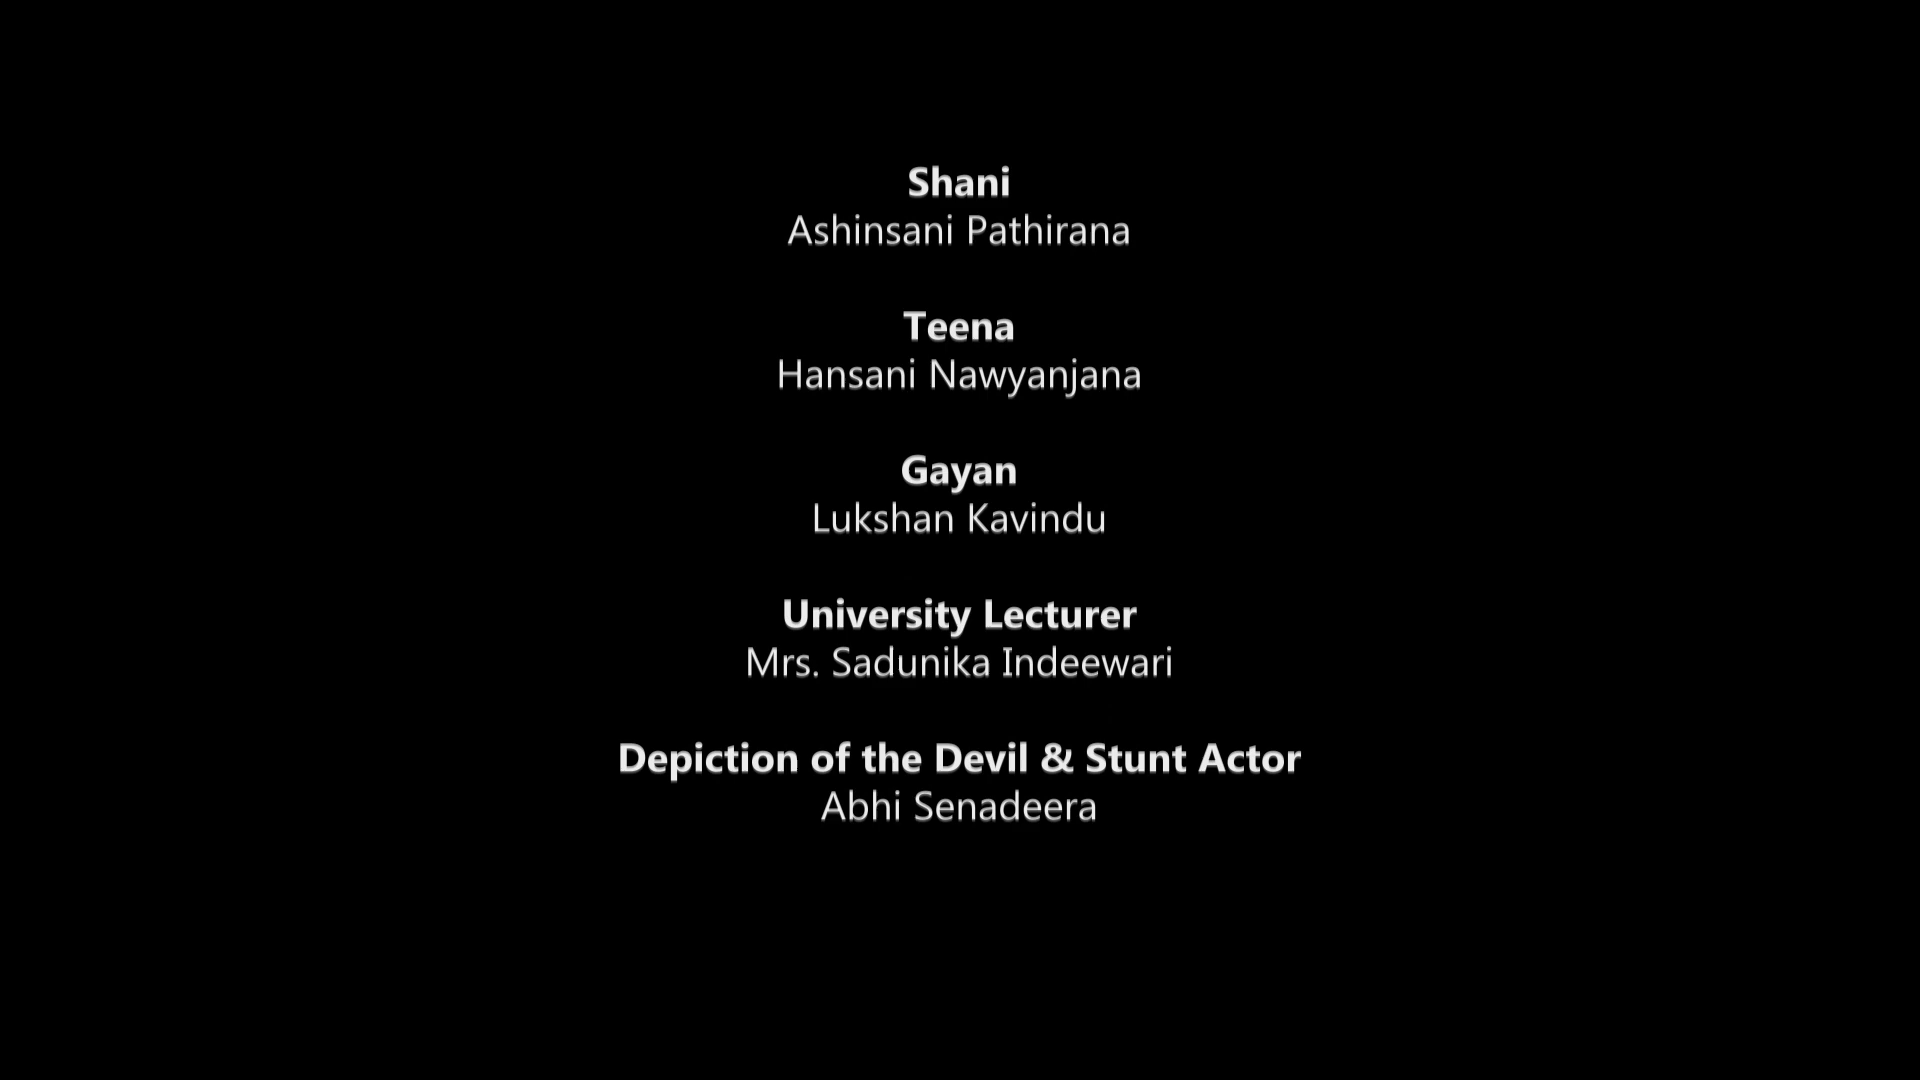 Shani
Ashinsani Pathirana
Teena
Hansani Nawyanjana
Gayan
Lukshan Kavindu
University Lecturer
Mrs. Sadunika Indeewari
Depiction of the Devil & Stunt Actor
Abhi Senadeera